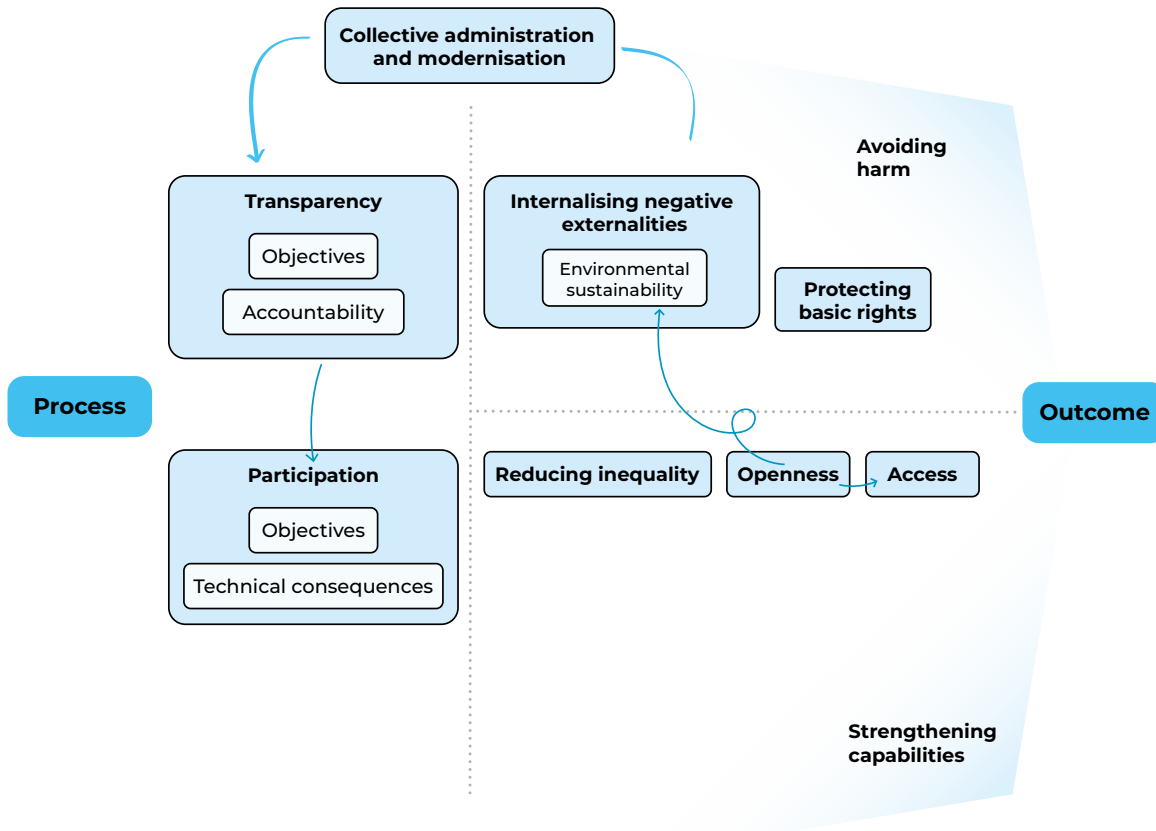 Collective administration
and modernisation
Avoiding
harm
Transparency
Objectives
Accountability
Internalising negative
externalities
Environmental
sustainability
Protecting
basic rights
Process
Outcome
Participation
Objectives
Technical consequences
Reducing inequality
Openness
Access
Strengthening
capabilities